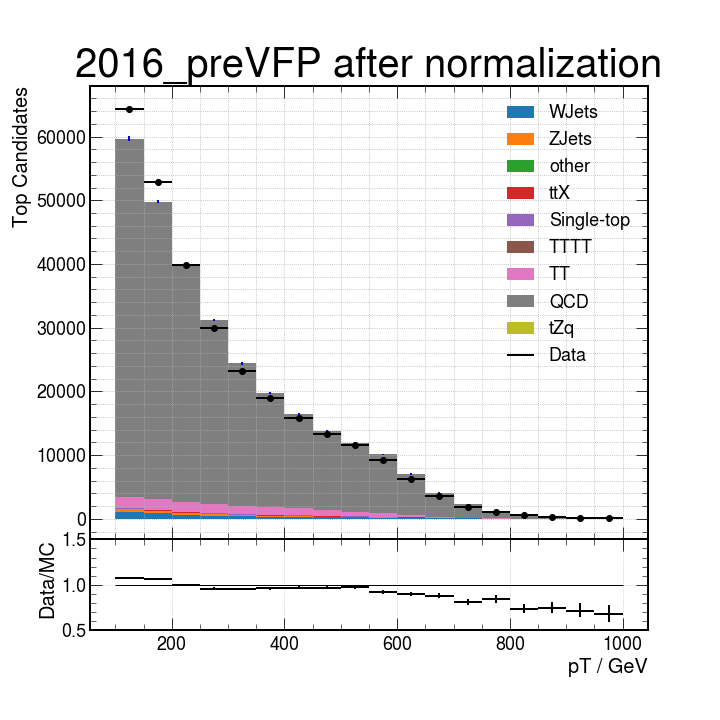 2016_preVFP after normalization
Top Candidates
60000
50000
40000
30000
20000
10000
0
WJets
ZJets
other
ttX
Single-top
TTTT
TT
QCD
tZq
Data
Data/MC
1.5
1.0
0.5
200 400 600 800 1000
pT / GeV